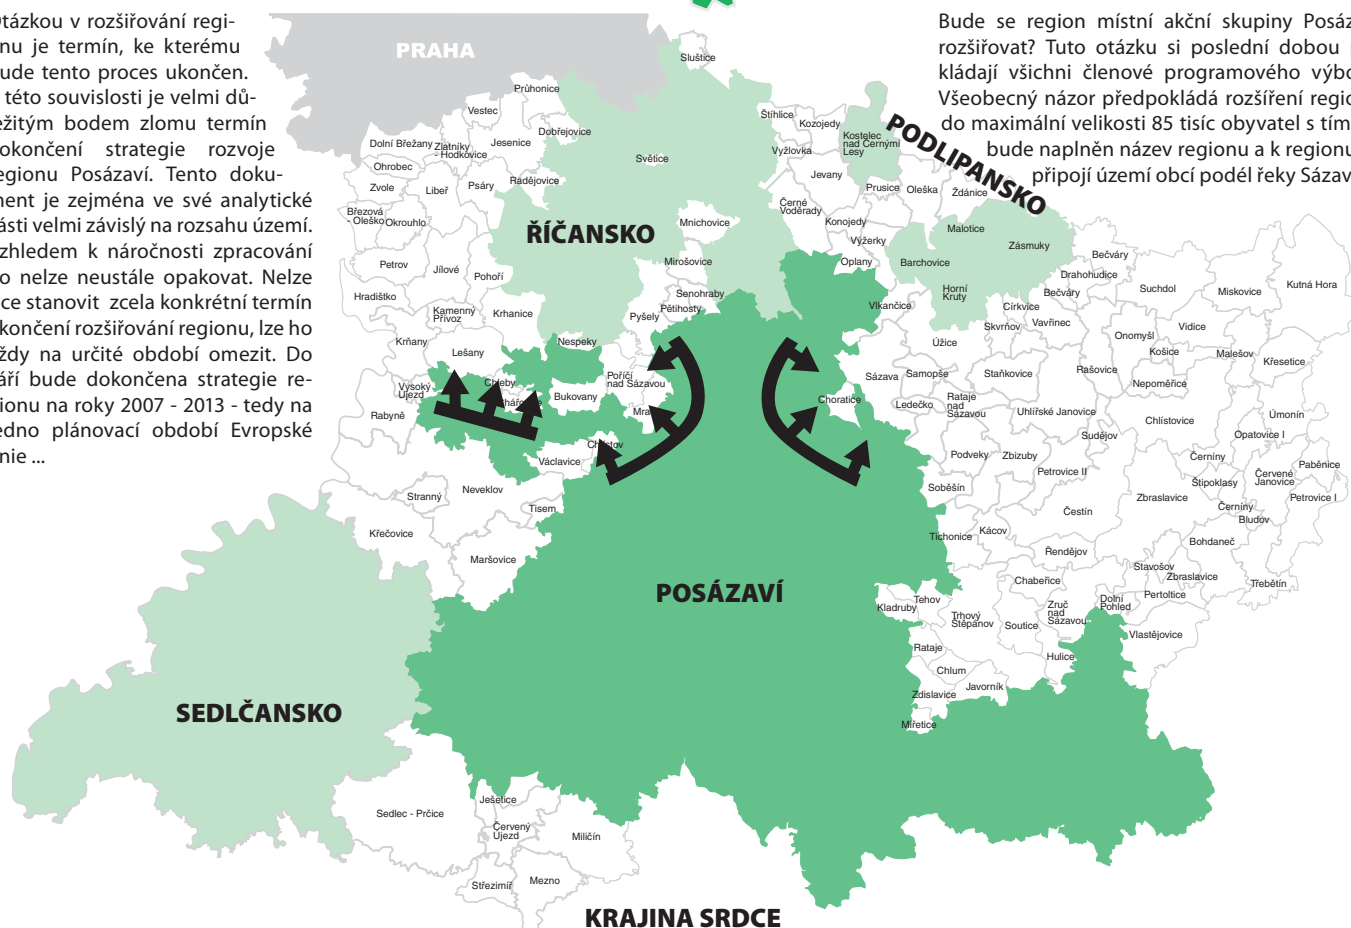 Otázkou v rozšiřování regi-
nu je termín, ke kterému
ude tento proces ukončen.
této souvislosti je velmi dů-
ežitým bodem zlomu termín
okončení strategie rozvoje
egionu Posázaví. Tento doku-
ment je zejména ve své analytické
ásti velmi závislý na rozsahu území.
zhledem k náročnosti zpracování
o nelze neustále opakovat. Nelze
ce stanovit zcela konkrétní termín
končení rozšiřování regionu, lze ho
ždy na určité období omezit. Do
áří bude dokončena strategie re-
ionu na roky 2007 - 2013 - tedy na
edno plánovací období Evropské
nie ...
Bude se region místní akční skupiny Posáz
rozšiřovat? Tuto otázku si poslední dobou
kládají všichni členové programového výbo
Všeobecný názor předpokládá rozšíření regio
do maximální velikosti 85 tisíc obyvatel s tím
bude naplněn název regionu a k regionu
připojí území obcí podél řeky Sázav
PRAHA
Sluštice
Průhonice
Vestec
Dobřejovice
Dolní Břežany
Zlatníky
- Hodkovice
Jesenice
Ohrobec
Zvole
Libeř
Psáry
Radějovice
Světice
Březová
- Oleško
Okrouhlo
ŘÍČANSKO
Mnichovice
Petrov
Jílové
Pohoří
Mirošovice
Hradištko
Senohraby
Kamenný
Přívoz
Krhanice
Pyšely
Pětihosty
Krňany
Lešany
Nespeky
Štíhlice
Kozojedy
Kostelec
nad Černými
Lesy
PODLIPANSKO
Vyžlovka
Jevany
Prusice
Oleška
Ždánice
Černé
Voděrady
Konojedy
Malotice
Výžerky
Zásmuky
Oplany
Barchovice
Bečváry
Drahohudice
Horní
Kruty
Bečváry
Suchdol
Miskovice
Kutná Hora
Vlkančice
Církvice
Skvrňov
Vavřinec
Onomyšl
Vidice
Úžice
Košice
Malešov
Křesetice
Vysoký
Újezd
Chleby
Poříčí
nad Sázavou
Bukovany
Rabyně
Václavice
Choratice
Sázava
Samopše
Staňkovice
Rašovice
Nepoměřice
Ledečko
Rataje
nad
Sázavou
Uhlířské Janovice
Chlístovice
Úmonín
Sudějov
Opatovice I
Podveky
Zbizuby
Petrovice II
Černíny
Červené
Janovice
Paběnice
Štipoklasy
Petrovice I
Soběšín
Zbraslavice
Čestín
Černíny
Bludov
Neveklov
Stranný
Tisem
Křečovice
Maršovice
Tichonice
Kácov
Bohdaneč
Řendějov
Stavošov
Zbraslavice
Chabeřice
Třebětín
POSÁZAVÍ
Kladruby
Tehov
Trhový
Štěpánov
Soutice
Zruč
nad
Sázavou
Dolní
Pohled
Pertoltice
Vlastějovice
Rataje
Hulice
Chlum
Zdislavice
Javorník
Miřetice
SEDLČANSKO
Sedlec - Prčice
Ješetice
Červený
Újezd
Miličín
Střezimíř
Mezno
KRAJINA SRDCE